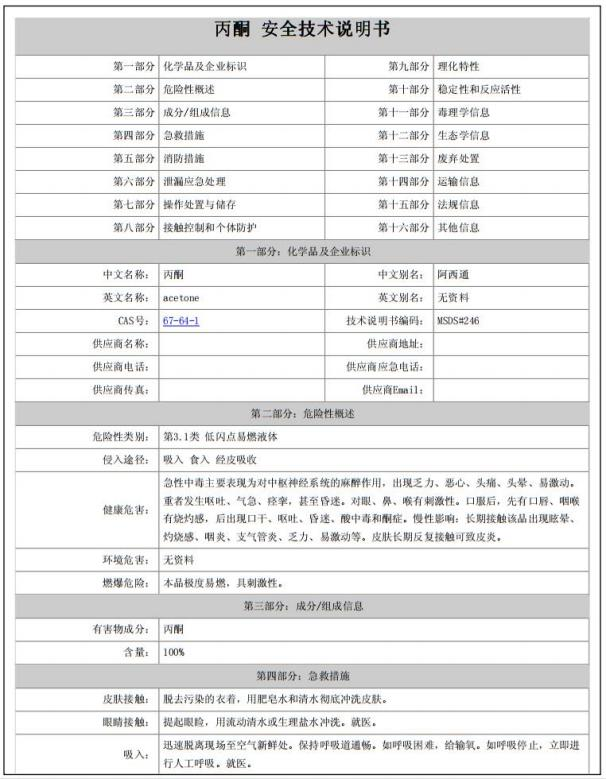 丙酮 安全技术说明书
第一部分 化学品及企业标识 第九部分 理化特性
第二部分 危险性概述 第十部分 稳定性和反应活性
第三部分 成分/组成信息 第十一部分 毒理学信息
第四部分 急救措施 第十二部分 生态学信息
第五部分 消防措施 第十三部分 废弃处置
第六部分 泄漏应急处理 第十四部分 运输信息
第七部分 操作处置与储存 第十五部分 法规信息
第八部分 接触控制和个体防护 第十六部分 其他信息
第一部分：化学品及企业标识
中文名称： 丙酮 中文别名： 阿西通
英文名称： acetone 英文别名： 无资料
CAS号： 67-64-1 技术说明书编码： MSDS#246
供应商名称： 供应商地址：
供应商电话： 供应商应急电话：
供应商传真： 供应商Email：
第二部分：危险性概述
危险性类别： 第3.1类 低闪点易燃液体
侵入途径： 吸入 食入 经皮吸收
健康危害： 急性中毒主要表现为对中枢神经系统的麻醉作用，出现乏力、恶心、头痛、头晕、易激动。
重者发生呕吐、气急、痉挛，甚至昏迷。对眼、鼻、喉有刺激性。口服后，先有口唇、咽喉
有烧灼感，后出现口干、呕吐、昏迷、酸中毒和酮症。慢性影响：长期接触该品出现眩晕、
灼烧感、咽炎、支气管炎、乏力、易激动等。皮肤长期反复接触可致皮炎。
环境危害： 无资料
燃爆危险： 本品极度易燃，具刺激性。
第三部分：成分/组成信息
有害物成分： 丙酮
含量： 100%
第四部分：急救措施
皮肤接触： 脱去污染的衣着，用肥皂水和清水彻底冲洗皮肤。
眼睛接触： 提起眼睑，用流动清水或生理盐水冲洗。就医。
吸入： 迅速脱离现场至空气新鲜处。保持呼吸道通畅。如呼吸困难，给输氧。如呼吸停止，立即进
行人工呼吸。就医。